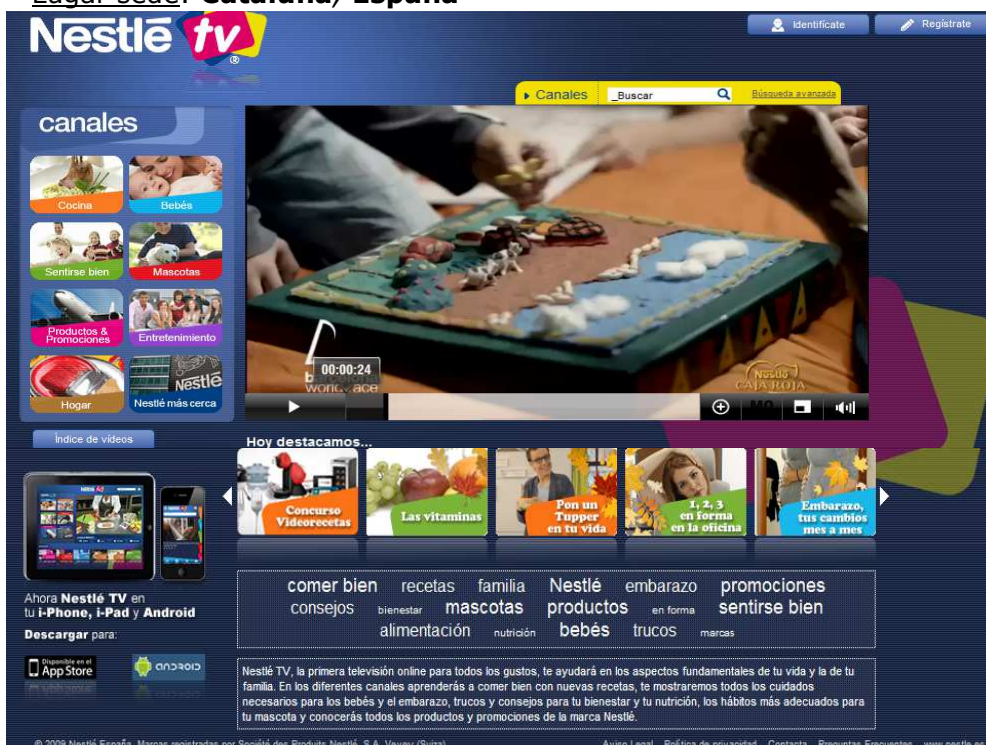 Lugar sede: Cataluña/ España
Nestlé tv ®
Identifícate
Regístrate
Canales
_Buscar
Búsqueda avanzada
canales
Cocina
Bebés
Sentirse bien
Mascotas
Productos &
Promociones
Entretenimiento
Hogar
Nestlé
Nestlé más cerca
00:00:24
Nestlé
CAJA ROJA
Índice de vídeos
Hoy destacamos...
Concurso
Videorecetas
Las vitaminas
Pon un
Tupper
en tu vida
1, 2, 3
en forma
en la oficina
Embarazo,
tus cambios
mes a mes
Ahora Nestlé TV en
tu i-Phone, i-Pad y Android
Descargar para:
Disponible en el
App Store
ANDROID
comer bien recetas familia Nestlé embarazo promociones
consejos bienestar mascotas productos en forma sentirse bien
alimentación nutrición bebés trucos marcas
Nestlé TV, la primera televisión online para todos los gustos, te ayudará en los aspectos fundamentales de tu vida y la de tu
familia. En los diferentes canales aprenderás a comer bien con nuevas recetas, te mostraremos todos los cuidados
necesarios para los bebés y el embarazo, trucos y consejos para tu bienestar y tu nutrición, los hábitos más adecuados para
tu mascota y conocerás todos los productos y promociones de la marca Nestlé.
© 2009 Nestlé España. Marcas registradas por Société des Produits Nestlé, S.A. Vevey (Suiza)
Aviso Legal Política de privacidad Contacta Preguntas Frecuentes www.nestle.es